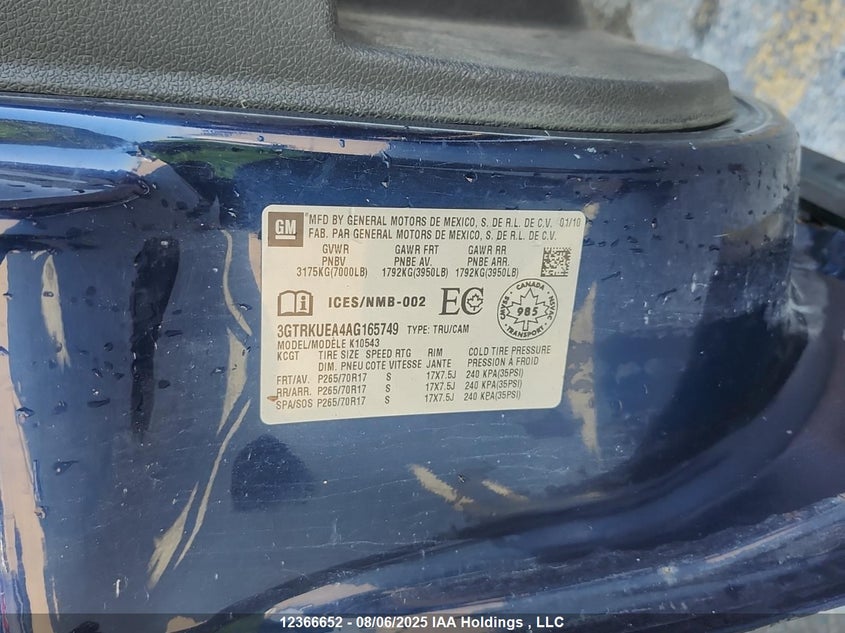 GM MFD BY GENERAL MOTORS DE MEXICO, S. DE R.L. DE C.V. 01/10
FAB. PAR GENERAL MOTORS DE MEXICO, S. DE R.L. DE C.V.
GVWR GAWR FRT GAWR RR
PNBV PNBE AV. PNBE ARR.
3175KG(7000LB) 1792KG(3950LB) 1792KG(3950LB)
ICES/NMB-002 EC
CANADA
CMVSS 985 NSVAC
TRANSPORT
3GTRKUEA4AG165749 TYPE: TRU/CAM
MODEL/MODÈLE K10543
KCGT TIRE SIZE SPEED RTG RIM COLD TIRE PRESSURE
DIM. PNEU COTE VITESSE JANTE PRESSION À FROID
FRT/AV. P265/70R17 S 17X7.5J 240 KPA(35PSI)
RR/ARR. P265/70R17 S 17X7.5J 240 KPA(35PSI)
SPA/SOS P265/70R17 S 17X7.5J 240 KPA(35PSI)
12366652 - 08/06/2025 IAA Holdings , LLC